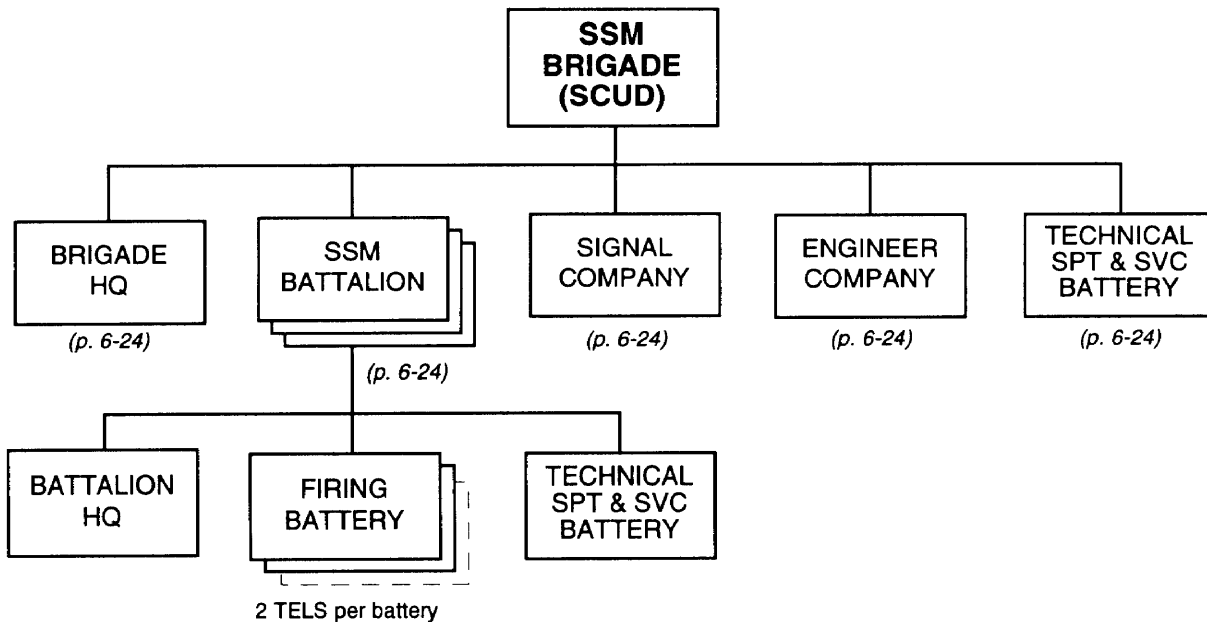 SSM
BRIGADE
(SCUD)
BRIGADE
HQ
(p. 6-24)
SSM
BATTALION
(p. 6-24)
SIGNAL
COMPANY
(p. 6-24)
ENGINEER
COMPANY
(p. 6-24)
TECHNICAL
SPT & SVC
BATTERY
(p. 6-24)
BATTALION
HQ
FIRING
BATTERY
2 TELS per battery
TECHNICAL
SPT & SVC
BATTERY